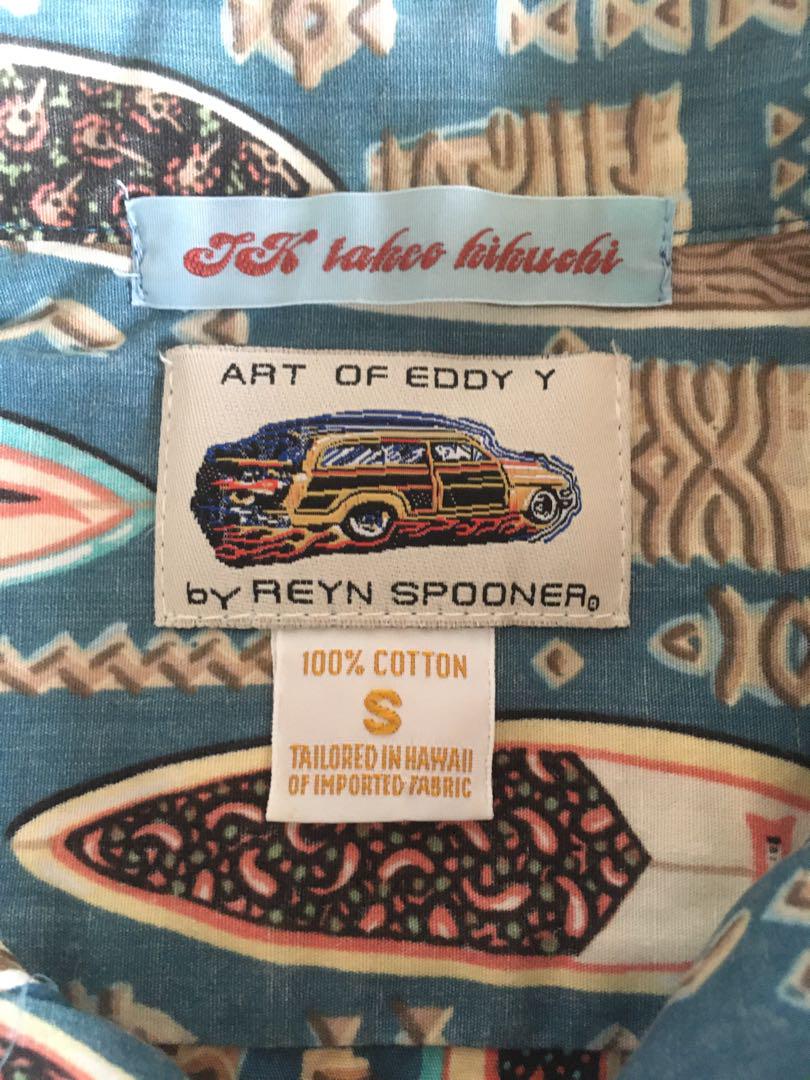 TK takeo kikuchi
ART OF EDDY Y
by REYN SPOONER®
100% COTTON
S
TAILORED IN HAWAII
OF IMPORTED FABRIC